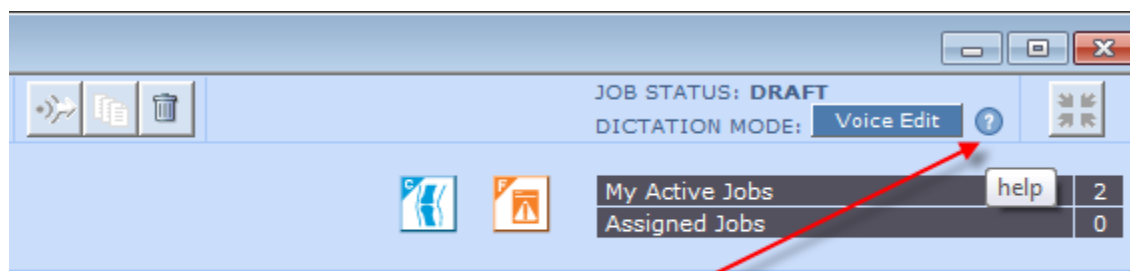 JOB STATUS: DRAFT
DICTATION MODE: Voice Edit ?
C
F
help
My Active Jobs 2
Assigned Jobs 0